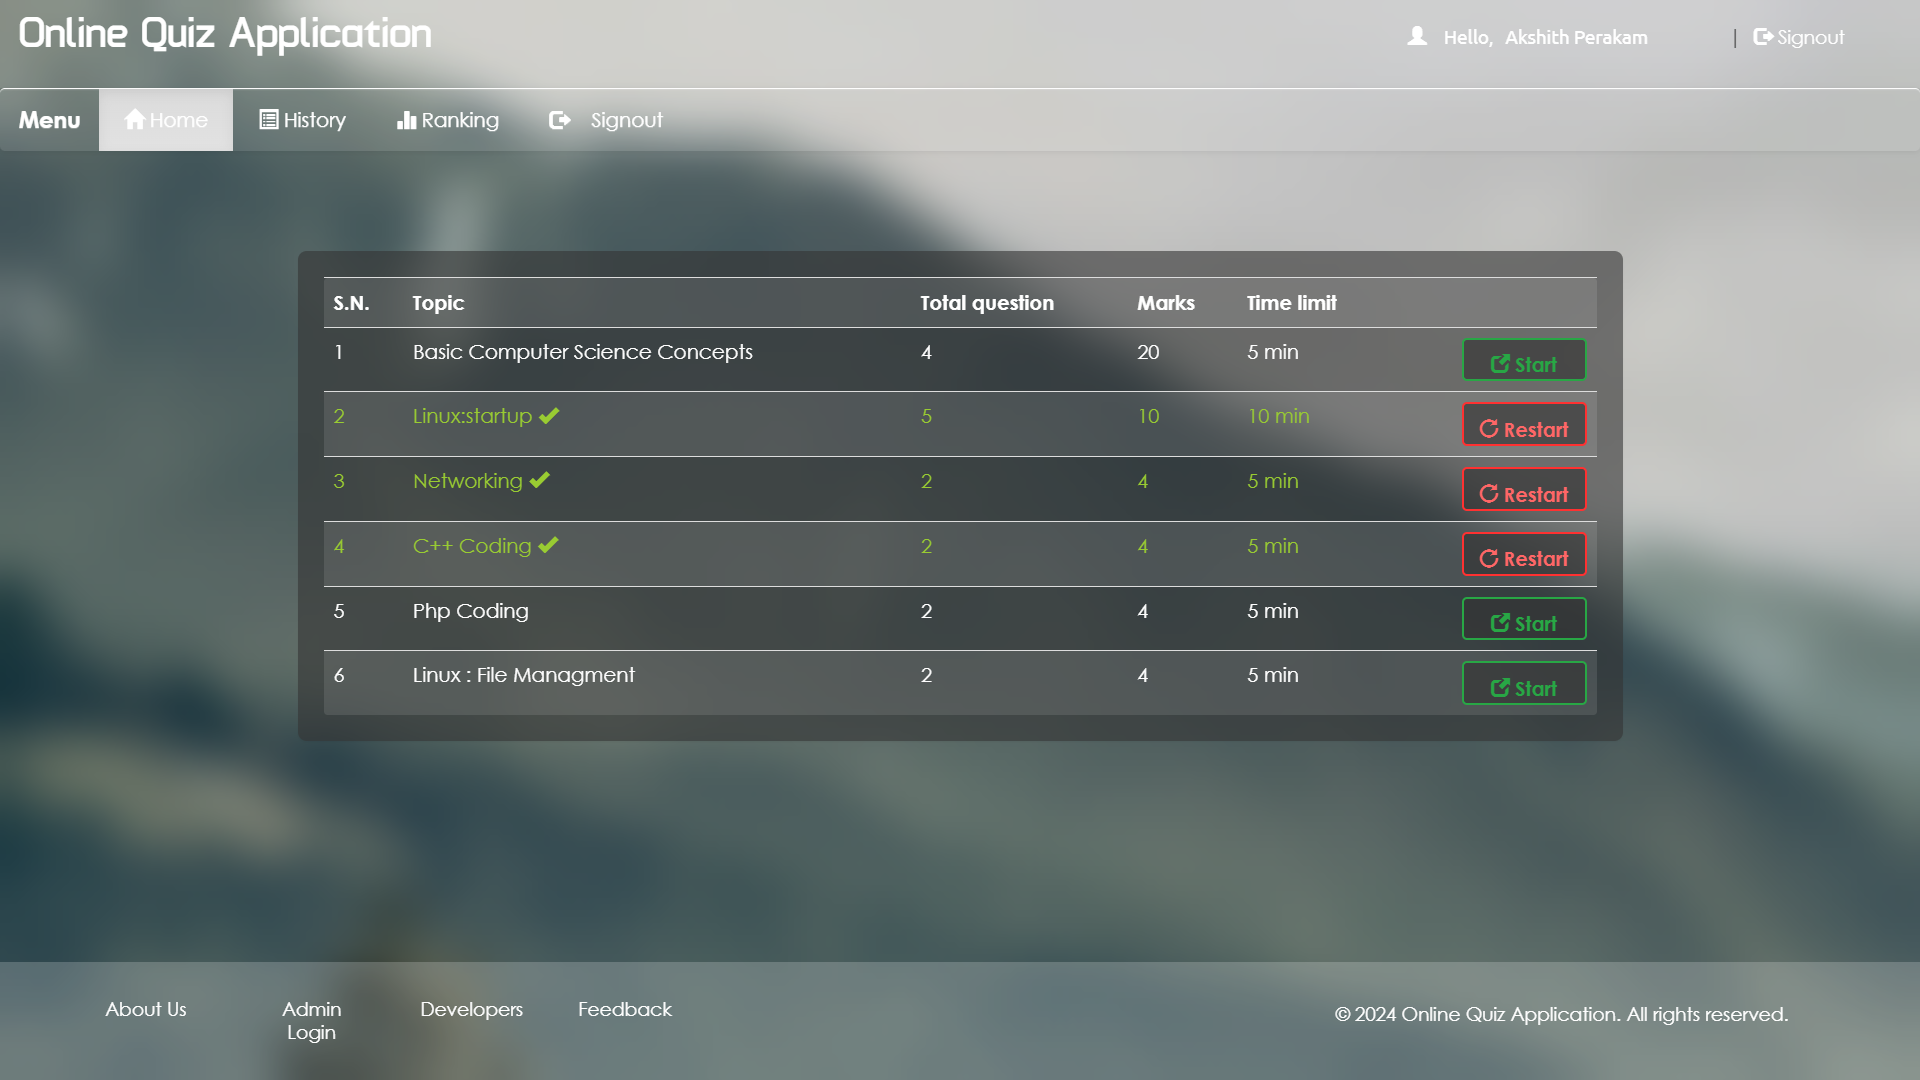 Online Quiz Application
Hello, Akshith Perakam | Signout
Menu Home History Ranking Signout
S.N. Topic Total question Marks Time limit
1 Basic Computer Science Concepts 4 20 5 min Start
2 Linux:startup 5 10 10 min Restart
3 Networking 2 4 5 min Restart
4 C++ Coding 2 4 5 min Restart
5 Php Coding 2 4 5 min Start
6 Linux : File Managment 2 4 5 min Start
About Us Admin Login Developers Feedback © 2024 Online Quiz Application. All rights reserved.